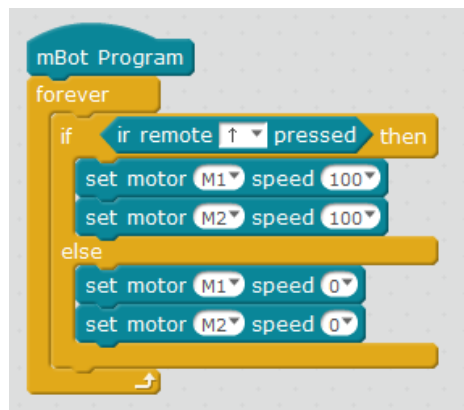 mBot Program
forever
if ir remote ↑ pressed then
set motor M1 speed 100
set motor M2 speed 100
else
set motor M1 speed 0
set motor M2 speed 0